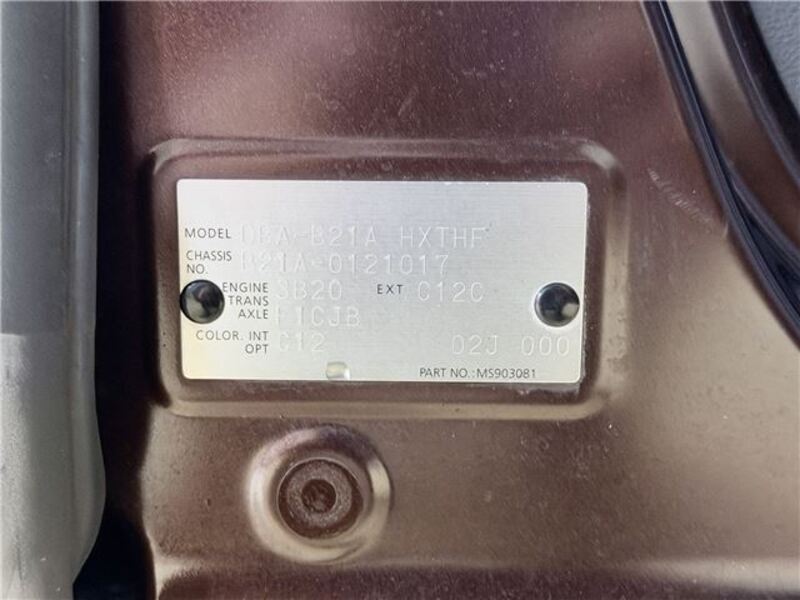 MODEL DBA-B21A HXTHF
CHASSIS NO. B21A-0121017
ENGINE 3B20 EXT C12C
TRANS AXLE F1CJB
COLOR. INT C12 02J 000
OPT
PART NO.: MS903081